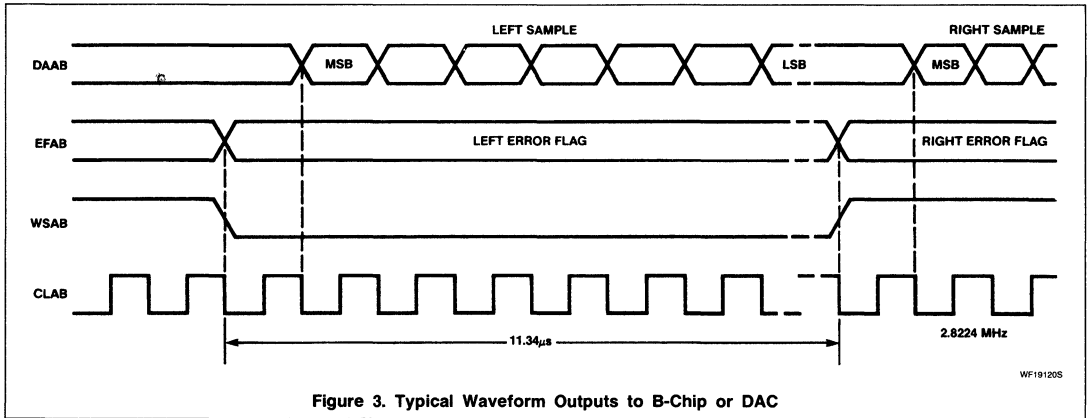 LEFT SAMPLE
RIGHT SAMPLE
DAAB
MSB
LSB
MSB
EFAB
LEFT ERROR FLAG
RIGHT ERROR FLAG
WSAB
CLAB
2.8224 MHz
11.34μs
WF19120S
Figure 3. Typical Waveform Outputs to B-Chip or DAC